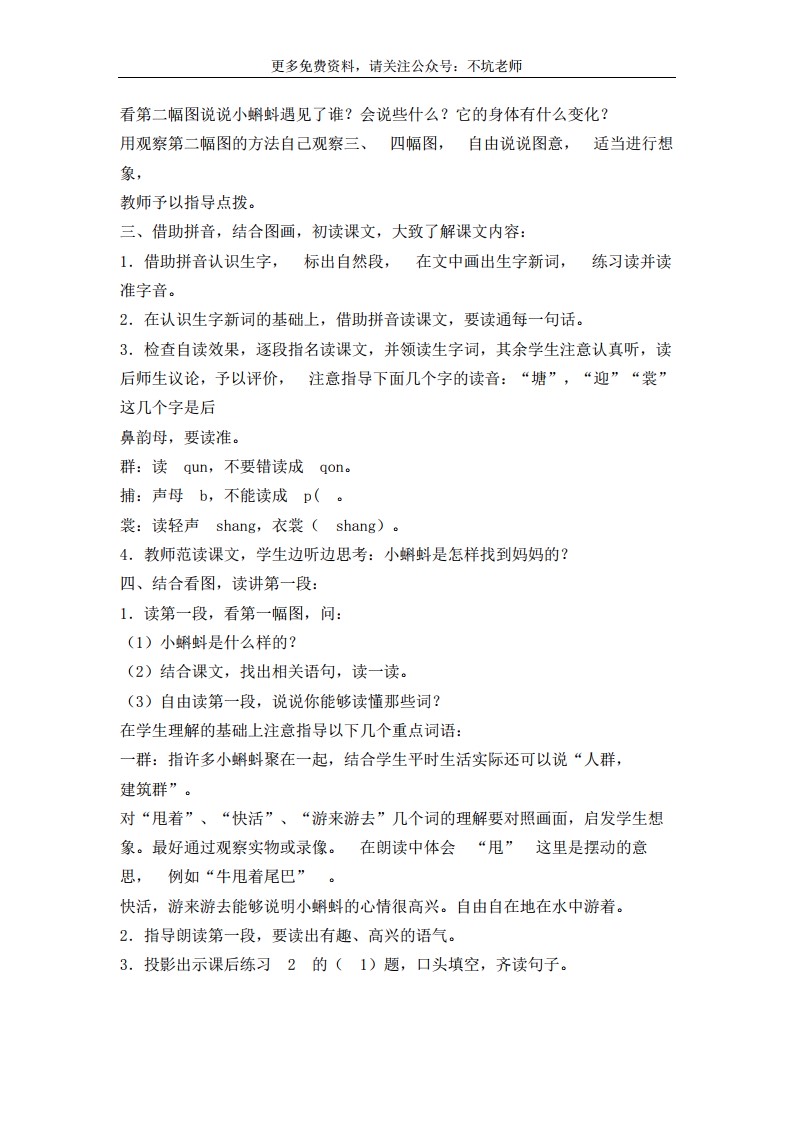 更多免费资料，请关注公众号：不坑老师
看第二幅图说说小蝌蚪遇见了谁？会说些什么？它的身体有什么变化？
用观察第二幅图的方法自己观察三、 四幅图， 自由说说图意， 适当进行想
象，
教师予以指导点拨。
三、借助拼音，结合图画，初读课文，大致了解课文内容：
1．借助拼音认识生字， 标出自然段， 在文中画出生字新词， 练习读并读
准字音。
2．在认识生字新词的基础上，借助拼音读课文，要读通每一句话。
3．检查自读效果，逐段指名读课文，并领读生字词，其余学生注意认真听，读
后师生议论，予以评价， 注意指导下面几个字的读音：“塘”，“迎”“裳”
这几个字是后
鼻韵母，要读准。
群：读 qun，不要错读成 qon。
捕：声母 b，不能读成 p( 。
裳：读轻声 shang，衣裳（ shang）。
4．教师范读课文，学生边听边思考：小蝌蚪是怎样找到妈妈的？
四、结合看图，读讲第一段：
1．读第一段，看第一幅图，问：
（1）小蝌蚪是什么样的？
（2）结合课文，找出相关语句，读一读。
（3）自由读第一段，说说你能够读懂那些词？
在学生理解的基础上注意指导以下几个重点词语：
一群：指许多小蝌蚪聚在一起，结合学生平时生活实际还可以说“人群，
建筑群”。
对“甩着”、“快活”、“游来游去”几个词的理解要对照画面，启发学生想
象。最好通过观察实物或录像。 在朗读中体会 “甩” 这里是摆动的意
思， 例如“牛甩着尾巴” 。
快活，游来游去能够说明小蝌蚪的心情很高兴。自由自在地在水中游着。
2．指导朗读第一段，要读出有趣、高兴的语气。
3．投影出示课后练习 2 的（ 1）题，口头填空，齐读句子。